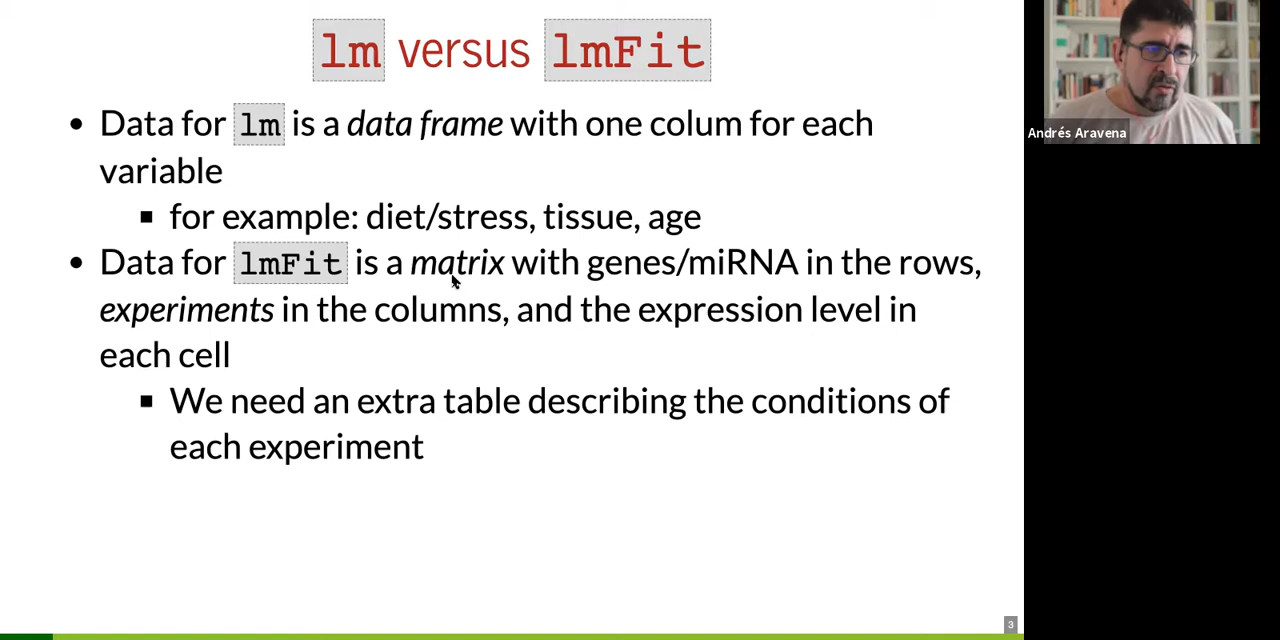 lm versus lmFit
• Data for lm is a data frame with one colum for each
variable
▪ for example: diet/stress, tissue, age
• Data for lmFit is a matrix with genes/miRNA in the rows,
experiments in the columns, and the expression level in
each cell
▪ We need an extra table describing the conditions of
each experiment
Andrés Aravena
3